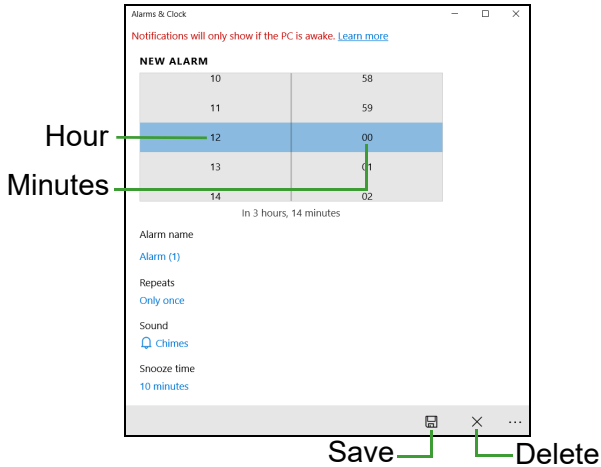 Alarms & Clock
Notifications will only show if the PC is awake. Learn more
NEW ALARM
10 58
11 59
Hour 12 00
13 01
Minutes
14 02
In 3 hours, 14 minutes
Alarm name
Alarm (1)
Repeats
Only once
Sound
Chimes
Snooze time
10 minutes
...
Save Delete